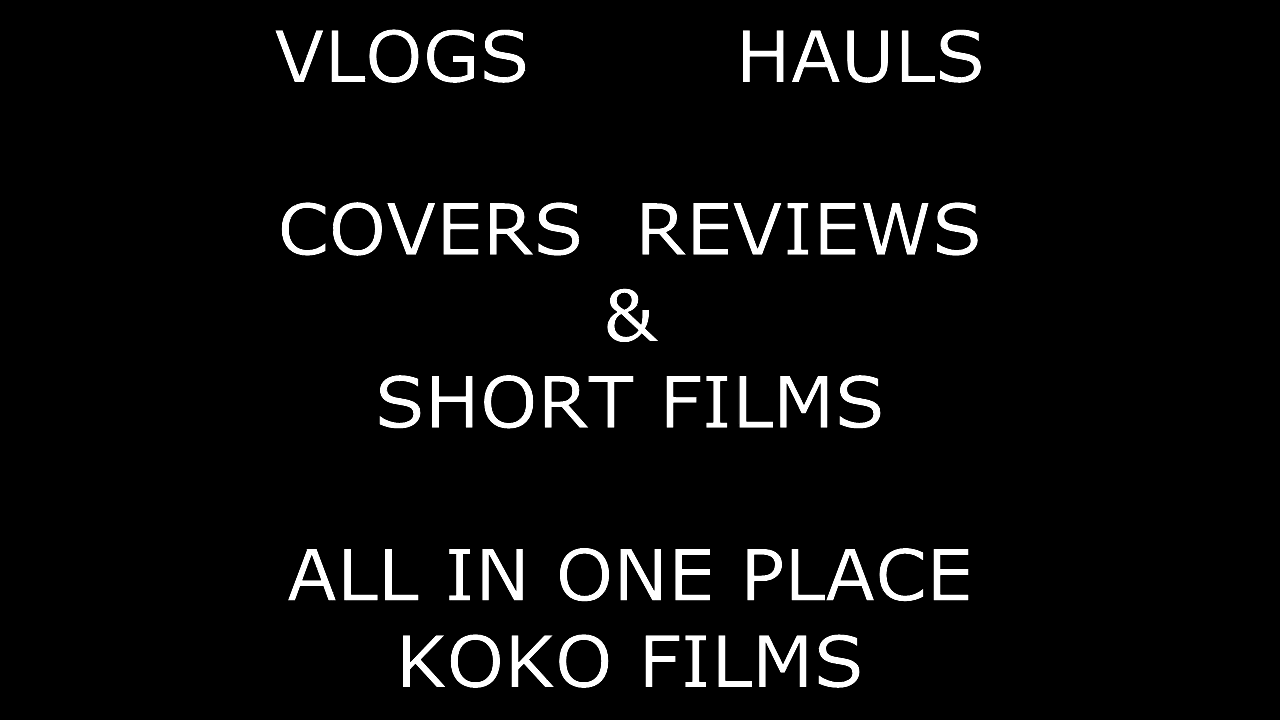 VLOGS HAULS
COVERS REVIEWS
&
SHORT FILMS
ALL IN ONE PLACE
KOKO FILMS